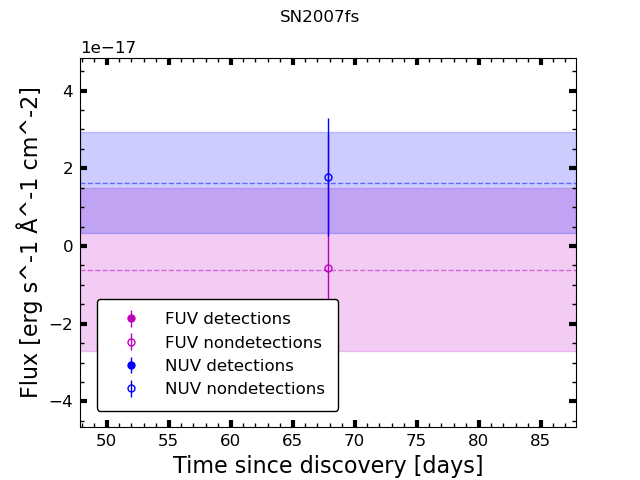 SN2007fs
1e−17
4
2
0
−2
−4
Flux [erg s^-1 Å^-1 cm^-2]
FUV detections
FUV nondetections
NUV detections
NUV nondetections
50 55 60 65 70 75 80 85
Time since discovery [days]